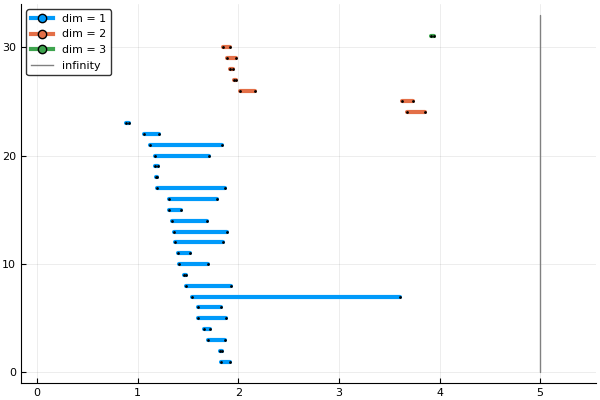 dim = 1
dim = 2
dim = 3
infinity
30
20
10
0
0 1 2 3 4 5